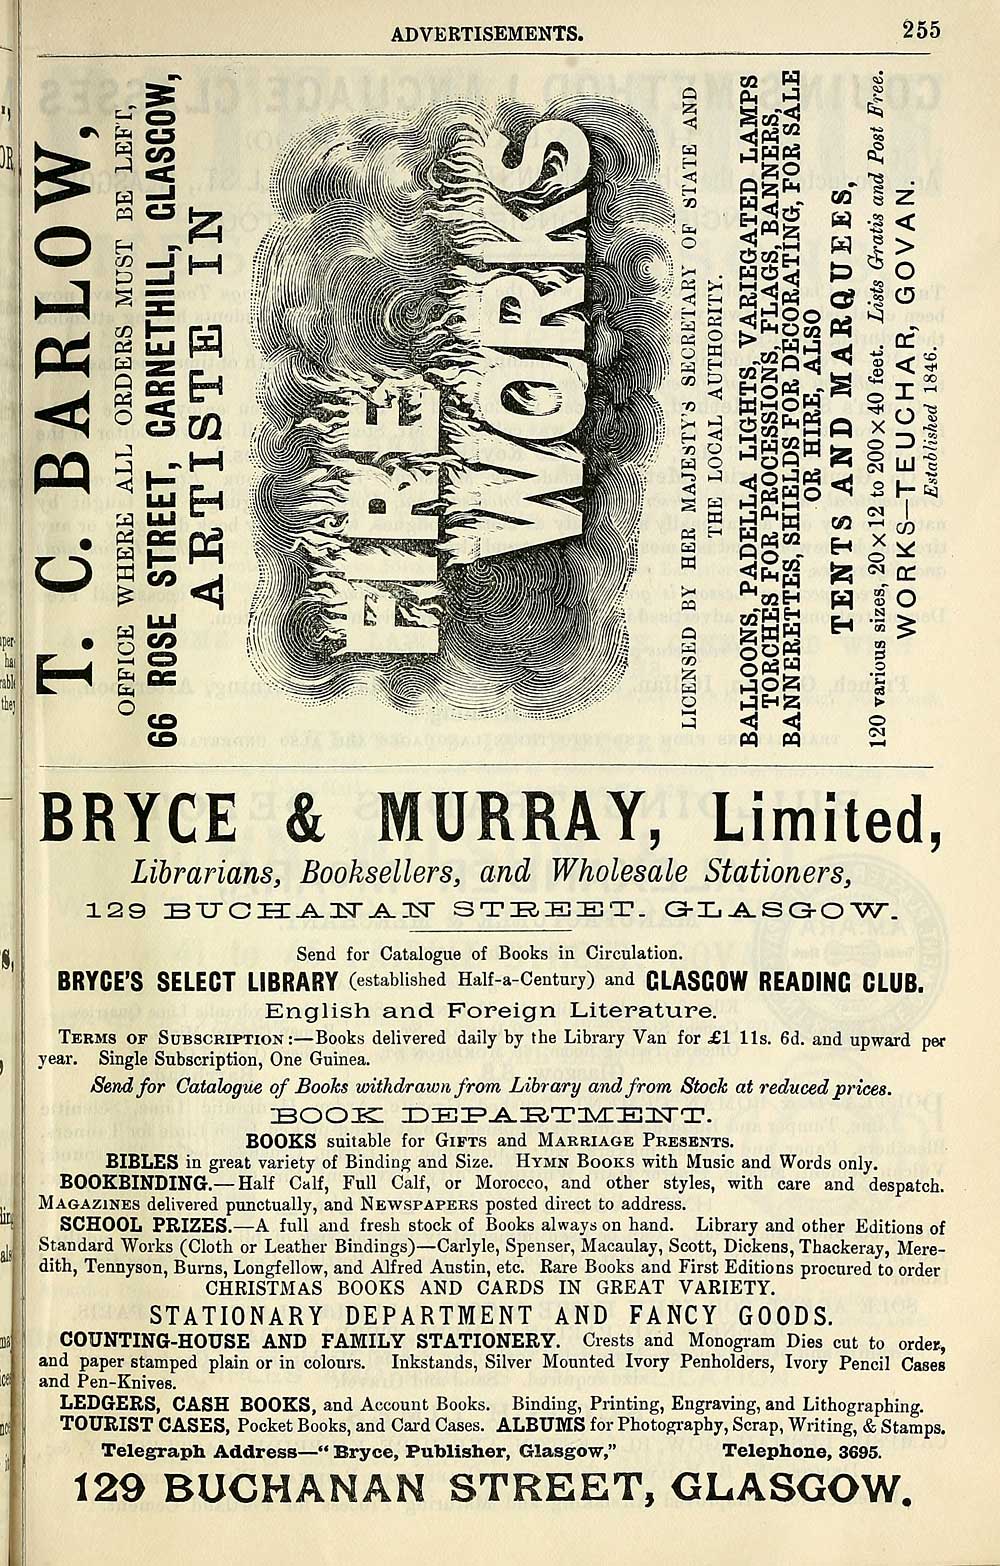 ADVERTISEMENTS. 255
T. C. BARLOW,
OFFICE WHERE ALL ORDERS MUST BE LEFT,
66 ROSE STREET, GARNETHILL, GLASGOW,
ARTISTE IN
FIRE
WORKS
LICENSED BY HER MAJESTY'S SECRETARY OF STATE AND
THE LOCAL AUTHORITY.
BALLOONS, PADELLA LIGHTS, VARIEGATED LAMPS
TORCHES FOR PROCESSIONS, FLAGS, BANNERS,
BANNERETTES, SHIELDS FOR DECORATING, FOR SALE
OR HIRE, ALSO
TENTS AND MARQUEES,
120 various sizes, 20 × 12 to 200 × 40 feet. Lists Gratis and Post Free.
WORKS—TEUCHAR, GOVAN.
Established 1846.
BRYCE & MURRAY, Limited,
Librarians, Booksellers, and Wholesale Stationers,
129 BUCHANAN STREET, GLASGOW.
Send for Catalogue of Books in Circulation.
BRYCE'S SELECT LIBRARY (established Half-a-Century) and GLASGOW READING CLUB.
English and Foreign Literature.
TERMS OF SUBSCRIPTION:—Books delivered daily by the Library Van for £1 11s. 6d. and upward per
year. Single Subscription, One Guinea.
Send for Catalogue of Books withdrawn from Library and from Stock at reduced prices.
BOOK DEPARTMENT.
BOOKS suitable for GIFTS and MARRIAGE PRESENTS.
BIBLES in great variety of Binding and Size. HYMN BOOKS with Music and Words only.
BOOKBINDING.—Half Calf, Full Calf, or Morocco, and other styles, with care and despatch.
MAGAZINES delivered punctually, and NEWSPAPERS posted direct to address.
SCHOOL PRIZES.—A full and fresh stock of Books always on hand. Library and other Editions of
Standard Works (Cloth or Leather Bindings)—Carlyle, Spenser, Macaulay, Scott, Dickens, Thackeray, Mere-
dith, Tennyson, Burns, Longfellow, and Alfred Austin, etc. Rare Books and First Editions procured to order
CHRISTMAS BOOKS AND CARDS IN GREAT VARIETY.
STATIONARY DEPARTMENT AND FANCY GOODS.
COUNTING-HOUSE AND FAMILY STATIONERY. Crests and Monogram Dies cut to order,
and paper stamped plain or in colours. Inkstands, Silver Mounted Ivory Penholders, Ivory Pencil Cases
and Pen-Knives.
LEDGERS, CASH BOOKS, and Account Books. Binding, Printing, Engraving, and Lithographing.
TOURIST CASES, Pocket Books, and Card Cases. ALBUMS for Photography, Scrap, Writing, & Stamps.
Telegraph Address—"Bryce, Publisher, Glasgow," Telephone, 3695.
129 BUCHANAN STREET, GLASGOW.